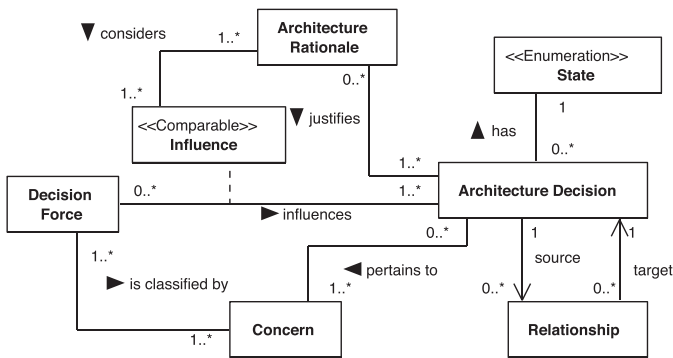 considers
Architecture
Rationale
1..*
0..*
1..*
<<Comparable>>
Influence
justifies
<<Enumeration>>
State
1
has
0..*
1..*
Decision
Force
0..*
1..*
influences
Architecture Decision
1..*
is classified by
1..*
Concern
0..*
pertains to
1..*
1
source
0..*
1
target
0..*
Relationship